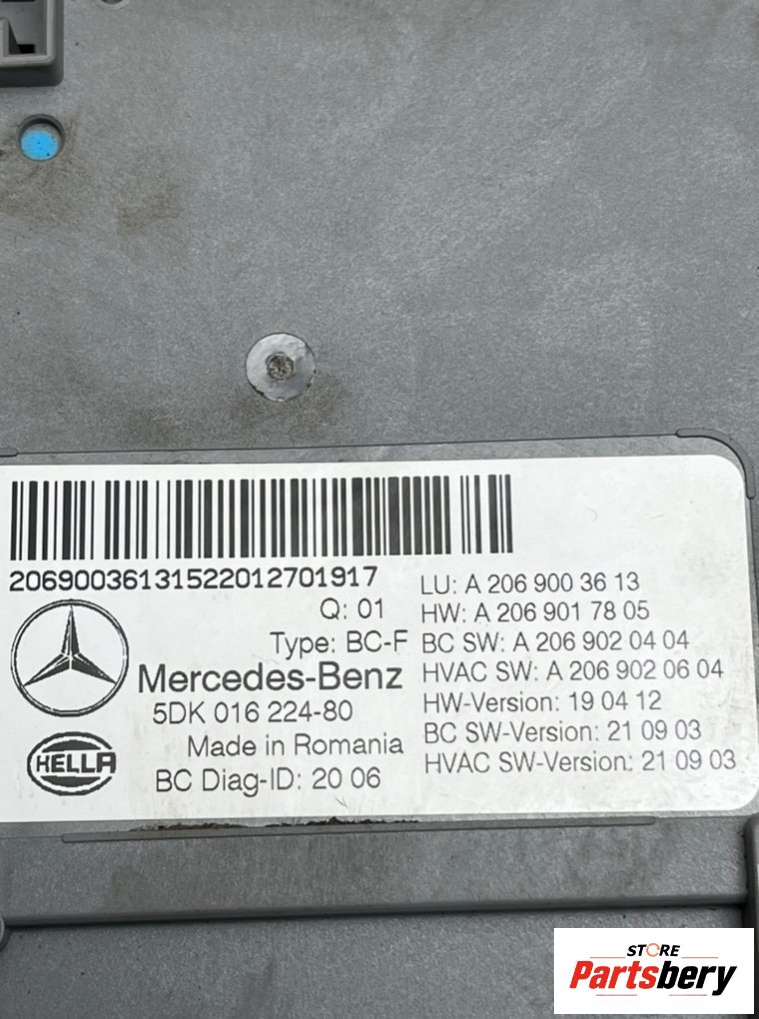 20690036131522012701917
Q: 01
Type: BC-F
Mercedes-Benz
5DK 016 224-80
Made in Romania
BC Diag-ID: 20 06
HELLA
LU: A 206 900 36 13
HW: A 206 901 78 05
BC SW: A 206 902 04 04
HVAC SW: A 206 902 06 04
HW-Version: 19 04 12
BC SW-Version: 21 09 03
HVAC SW-Version: 21 09 03
STORE
Partsbery